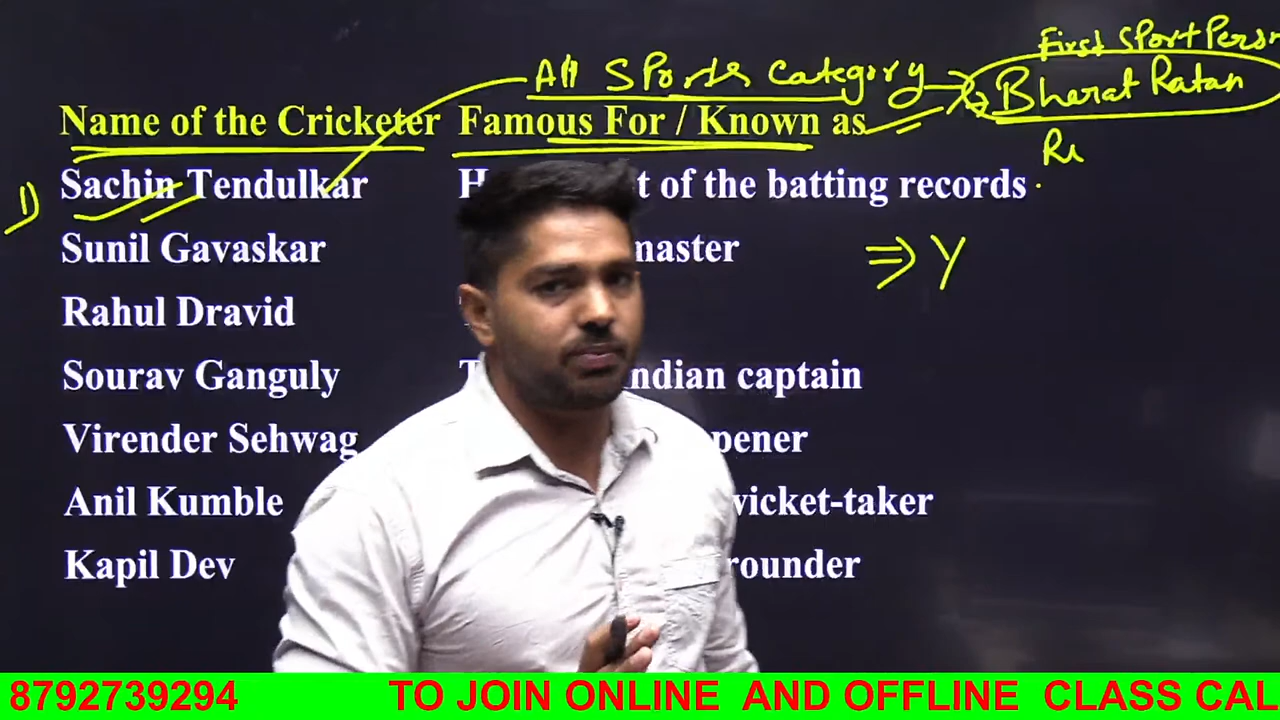 First Sport Person
All Sports Category
Bharat Ratan
Name of the Cricketer Famous For / Known as
1) Sachin Tendulkar H t of the batting records
Sunil Gavaskar master
⇒ Y
Rahul Dravid
Sourav Ganguly T ndian captain
Virender Sehwag pener
Anil Kumble wicket-taker
Kapil Dev rounder
8792739294 TO JOIN ONLINE AND OFFLINE CLASS CAL